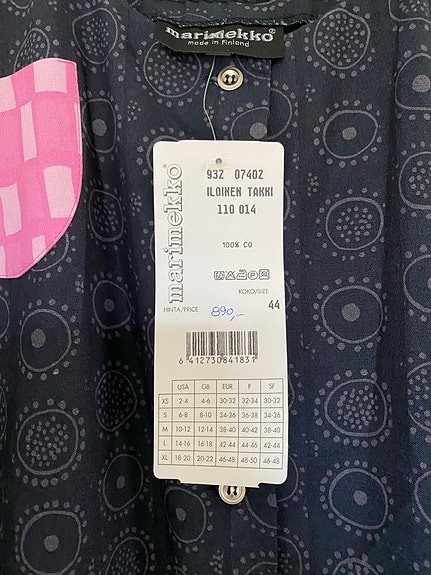 marimekko®
made in Finland
marimekko®
932 07402
ILOINEN TAKKI
110 014
100% CO
KOKO/SIZE
44
HINTA/PRICE 890,-
6 412730 841831
USA GB EUR F SF
XS 2-4 4-6 30-32 32-34 30-32
S 6-8 8-10 34-36 36-38 34-36
M 10-12 12-14 38-40 40-42 38-40
L 14-16 16-18 42-44 44-46 42-44
XL 18-20 20-22 46-48 48-50 46-48